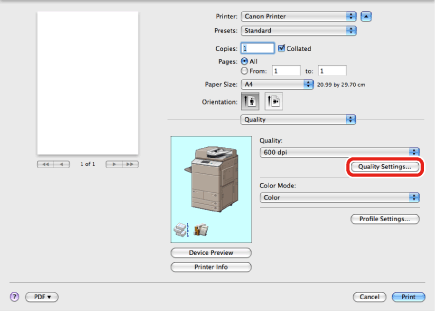 Printer: Canon Printer
Presets: Standard
Copies: 1 Collated
Pages: All
From: 1 to: 1
Paper Size: A4 20.99 by 29.70 cm
Orientation:
Quality
Quality:
600 dpi
1 of 1
Quality Settings...
Color Mode:
Color
Profile Settings...
Device Preview
Printer Info
? PDF Cancel Print